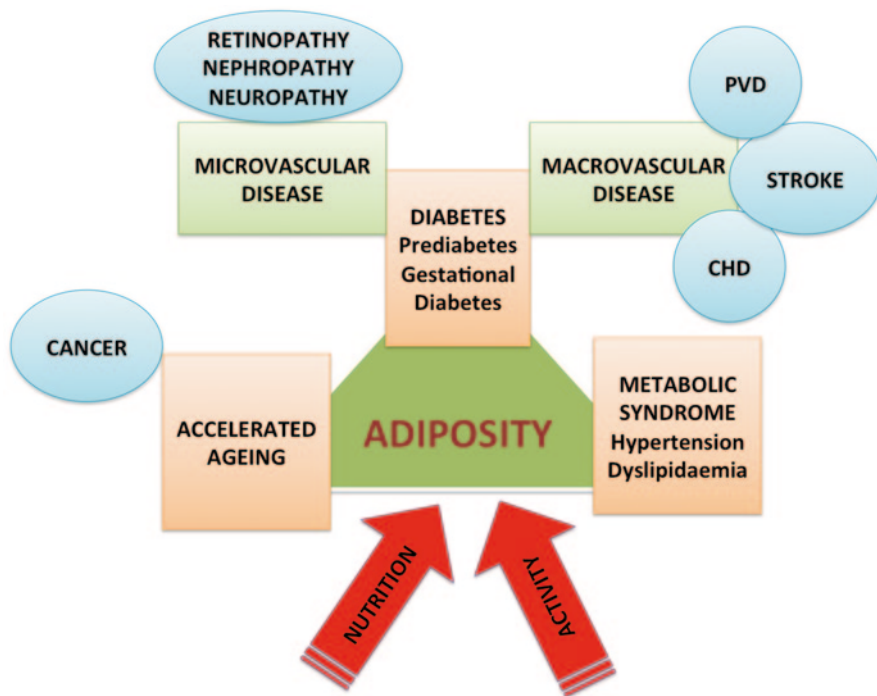 RETINOPATHY
NEPHROPATHY
NEUROPATHY
PVD
MICROVASCULAR
DISEASE
MACROVASCULAR
DISEASE
STROKE
DIABETES
Prediabetes
Gestational
Diabetes
CHD
CANCER
ACCELERATED
AGEING
ADIPOSITY
METABOLIC
SYNDROME
Hypertension
Dyslipidaemia
NUTRITION
ACTIVITY